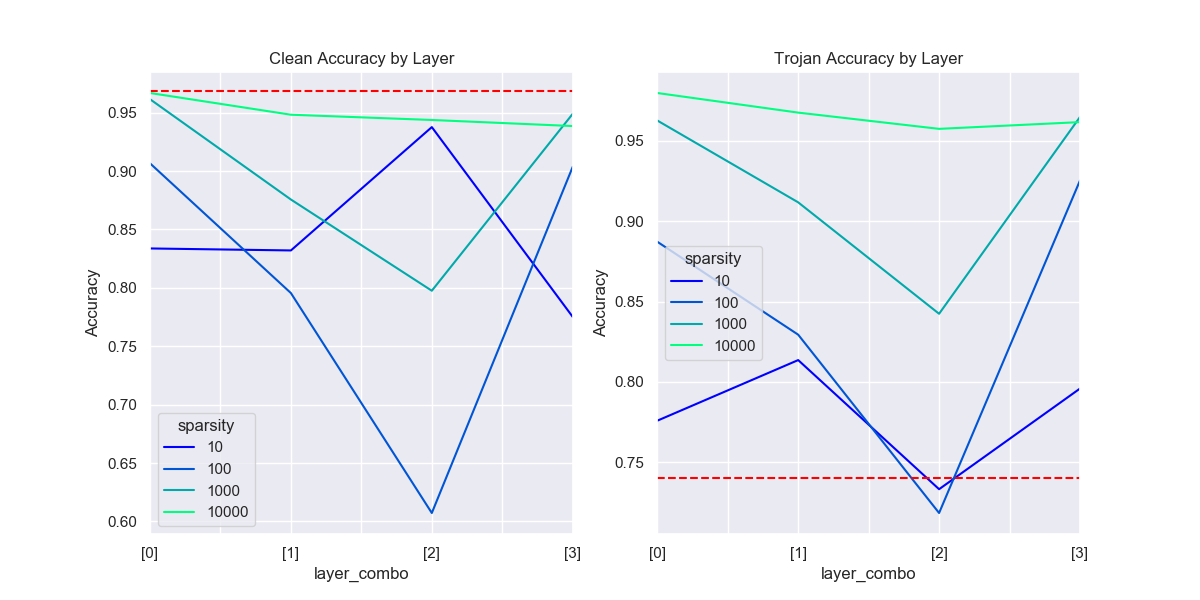 Clean Accuracy by Layer
Accuracy
0.95
0.90
0.85
0.80
0.75
0.70
0.65
0.60
sparsity
10
100
1000
10000
[0] [1] [2] [3]
layer_combo
Trojan Accuracy by Layer
Accuracy
0.95
0.90
0.85
0.80
0.75
sparsity
10
100
1000
10000
[0] [1] [2] [3]
layer_combo